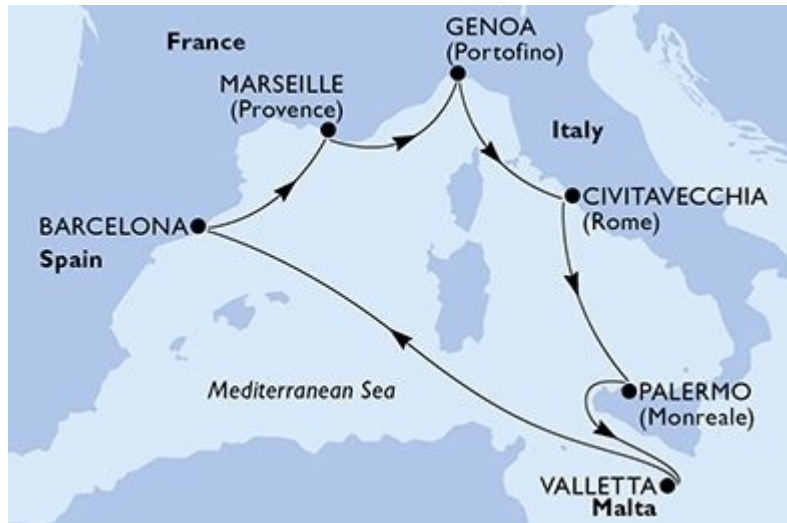 GENOA
(Portofino)
France
MARSEILLE
(Provence)
Italy
CIVITAVECCHIA
(Rome)
BARCELONA
Spain
Mediterranean Sea
PALERMO
(Monreale)
VALLETTA
Malta